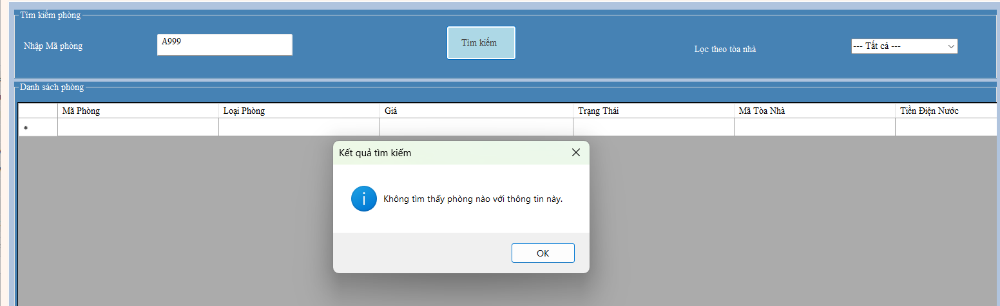 Tìm kiếm phòng
Nhập Mã phòng
A999
Tìm kiếm
Lọc theo tòa nhà
--- Tất cả ---
Danh sách phòng
Mã Phòng Loại Phòng Giá Trạng Thái Mã Tòa Nhà Tiền Điện Nước
Kết quả tìm kiếm
Không tìm thấy phòng nào với thông tin này.
OK